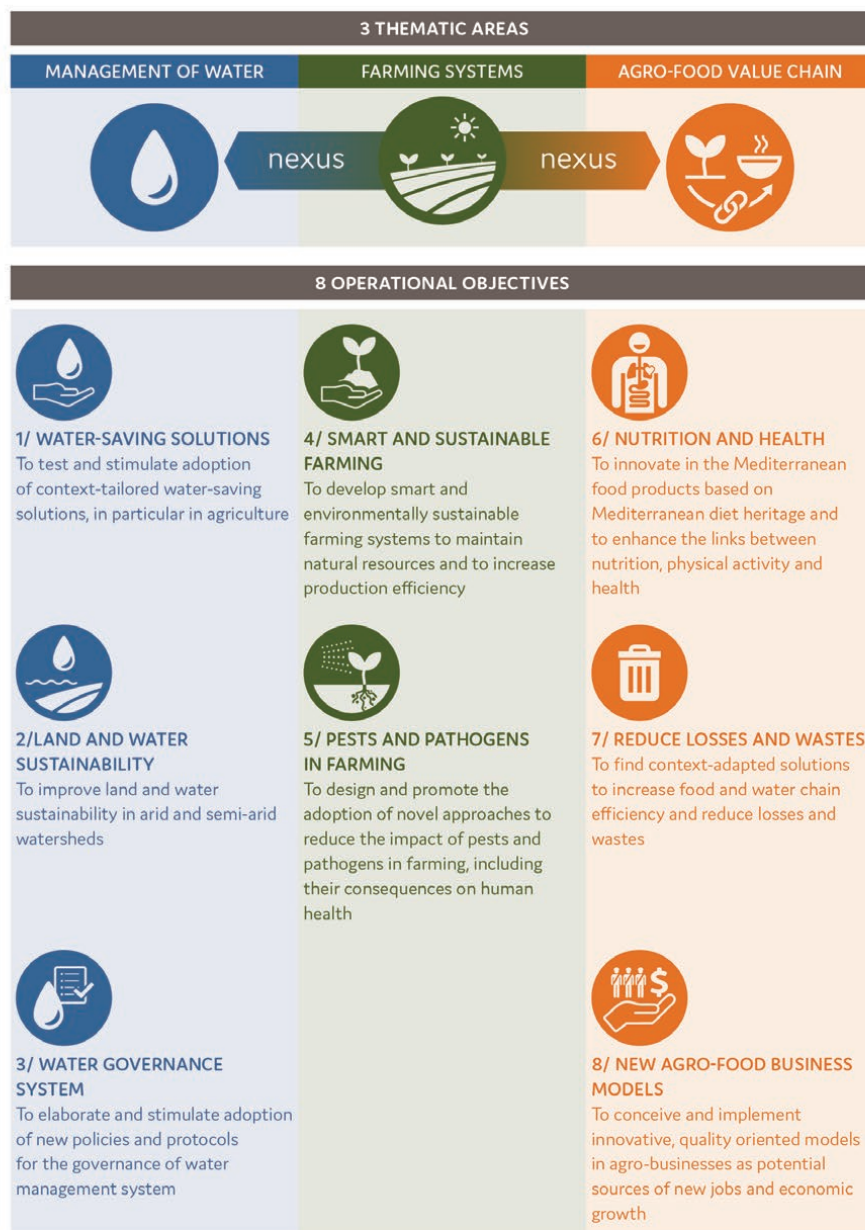 3 THEMATIC AREAS
MANAGEMENT OF WATER
FARMING SYSTEMS
AGRO-FOOD VALUE CHAIN
nexus
nexus
8 OPERATIONAL OBJECTIVES
1/ WATER-SAVING SOLUTIONS
To test and stimulate adoption
of context-tailored water-saving
solutions, in particular in agriculture
2/LAND AND WATER
SUSTAINABILITY
To improve land and water
sustainability in arid and semi-arid
watersheds
3/ WATER GOVERNANCE
SYSTEM
To elaborate and stimulate adoption
of new policies and protocols
for the governance of water
management system
4/ SMART AND SUSTAINABLE
FARMING
To develop smart and
environmentally sustainable
farming systems to maintain
natural resources and to increase
production efficiency
5/ PESTS AND PATHOGENS
IN FARMING
To design and promote the
adoption of novel approaches to
reduce the impact of pests and
pathogens in farming, including
their consequences on human
health
6/ NUTRITION AND HEALTH
To innovate in the Mediterranean
food products based on
Mediterranean diet heritage and
to enhance the links between
nutrition, physical activity and
health
7/ REDUCE LOSSES AND WASTES
To find context-adapted solutions
to increase food and water chain
efficiency and reduce losses and
wastes
$
8/ NEW AGRO-FOOD BUSINESS
MODELS
To conceive and implement
innovative, quality oriented models
in agro-businesses as potential
sources of new jobs and economic
growth